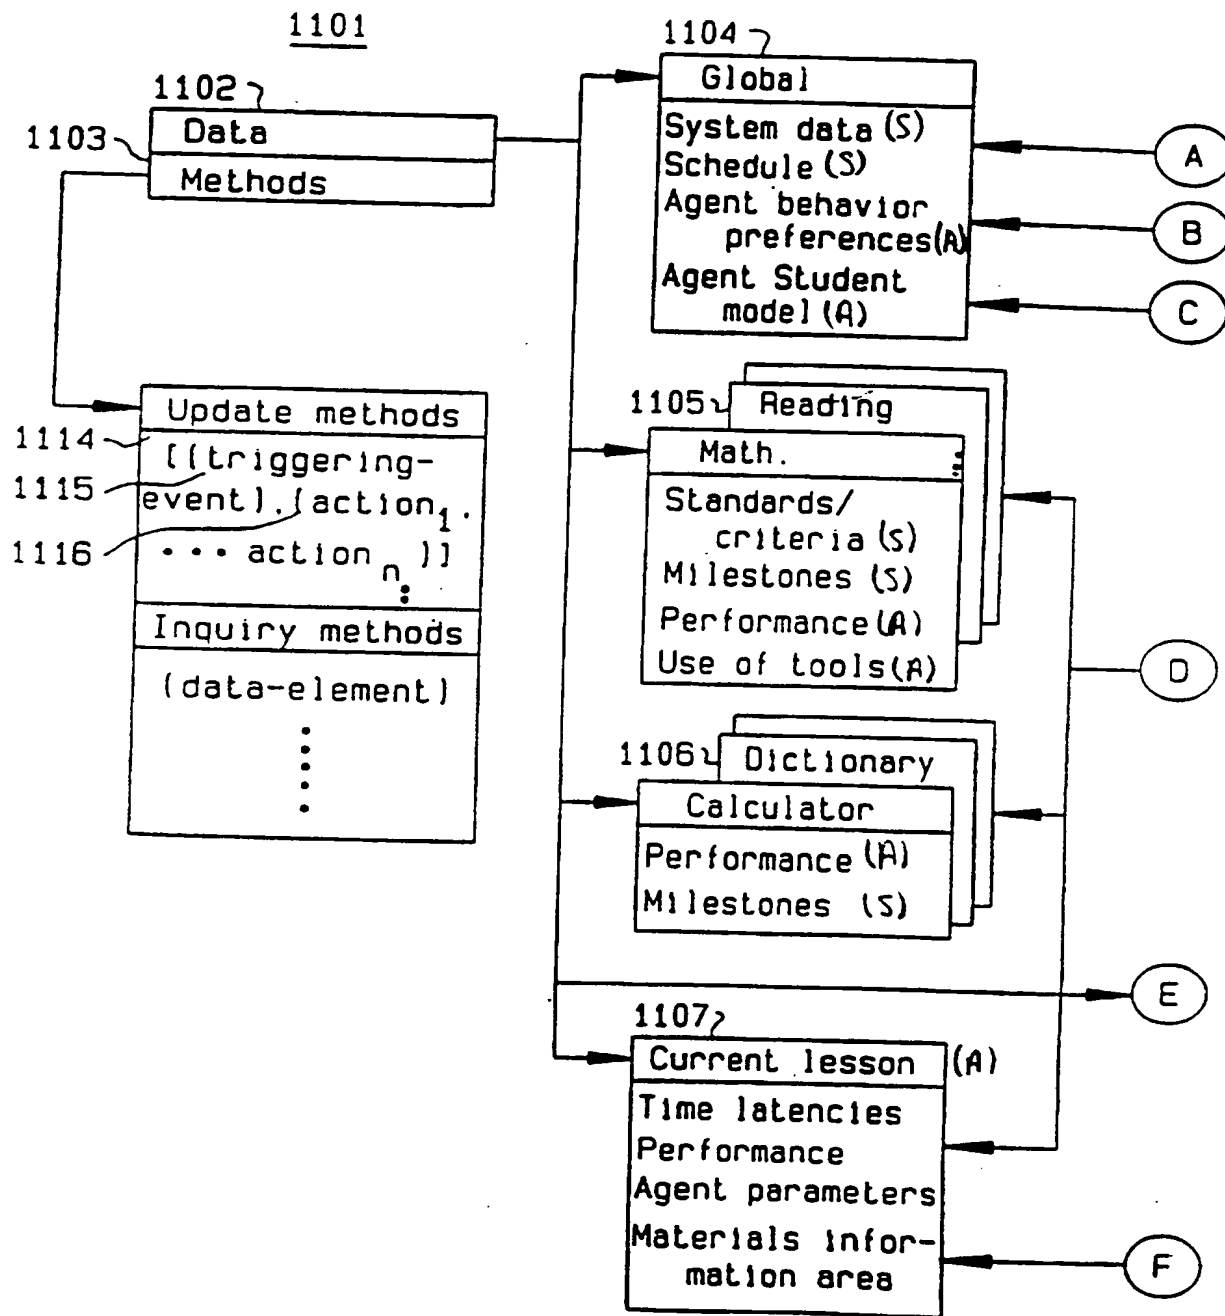 1101
1102
Data
1103
Methods
Update methods
1114
[((triggering-
1115
event),(action1,
1116
••• action n )]
Inquiry methods
(data-element)
1104
Global
System data (S)
Schedule (S)
Agent behavior
preferences(A)
Agent Student
model (A)
A
B
C
1105
Reading
Math.
Standards/
criteria (S)
Milestones (S)
Performance (A)
Use of tools (A)
D
1106
Dictionary
Calculator
Performance (A)
Milestones (S)
E
1107
Current lesson (A)
Time latencies
Performance
Agent parameters
Materials infor-
mation area
F